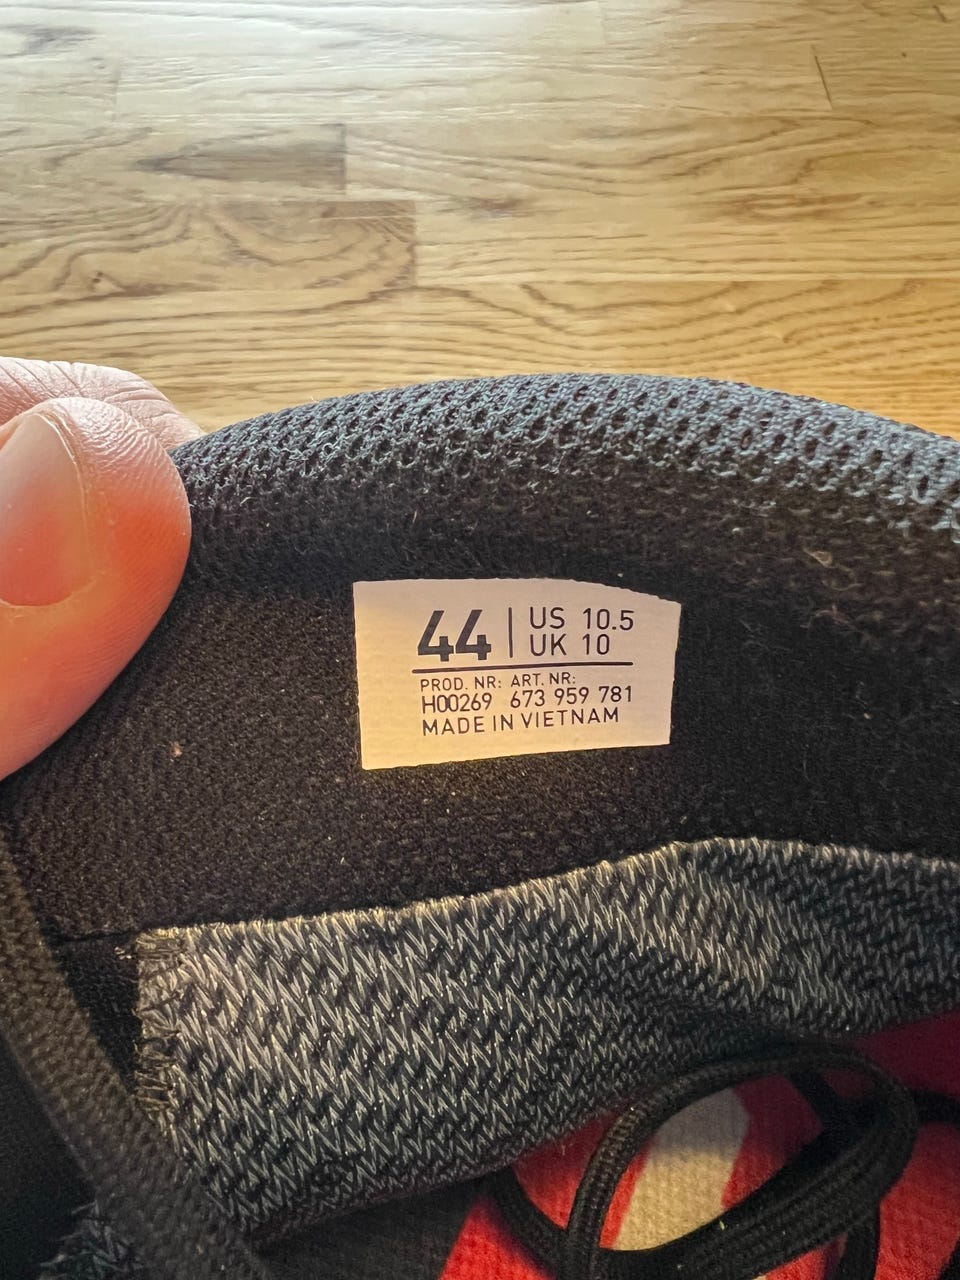 44 | US 10.5
UK 10
PROD. NR: ART. NR:
H00269 673 959 781
MADE IN VIETNAM